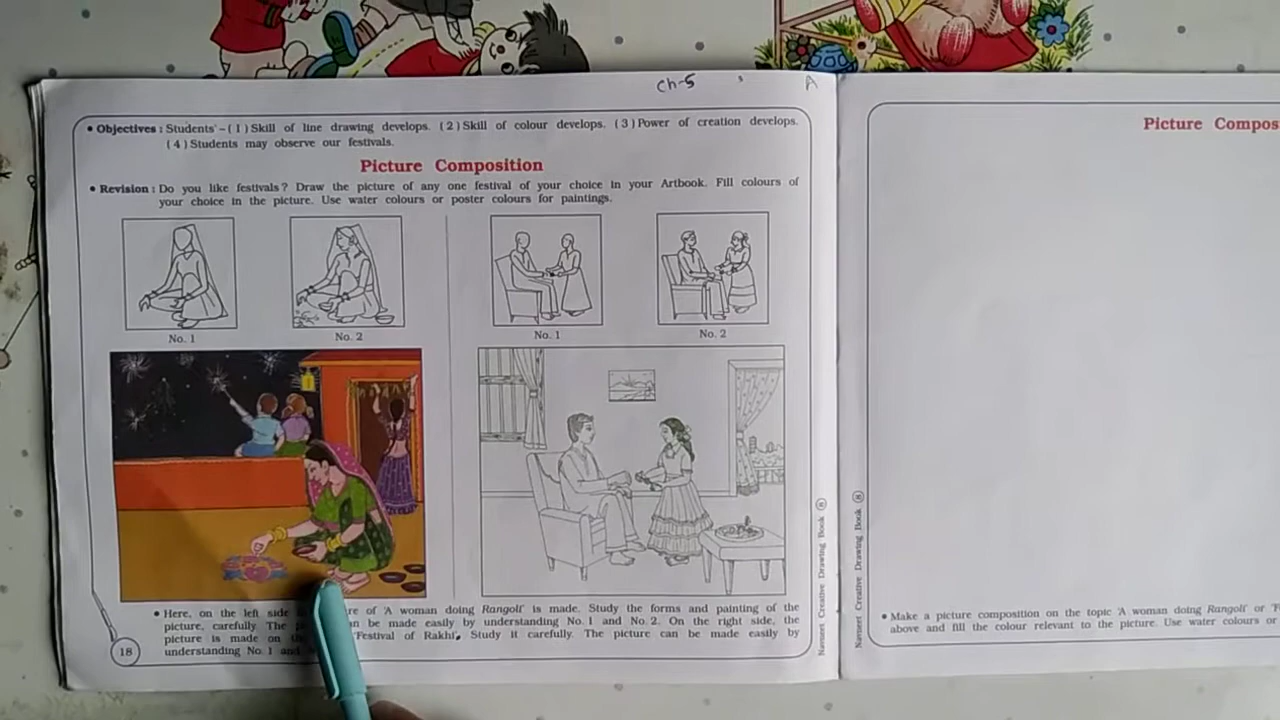 Ch-5
A
• Objectives : Students' – ( 1 ) Skill of line drawing develops. ( 2 ) Skill of colour develops. ( 3 ) Power of creation develops.
( 4 ) Students may observe our festivals.
Picture Composition
• Revision : Do you like festivals ? Draw the picture of any one festival of your choice in your Artbook. Fill colours of
your choice in the picture. Use water colours or poster colours for paintings.
No. 1
No. 2
No. 1
No. 2
• Here, on the left side re of 'A woman doing Rangoli' is made. Study the forms and painting of the
picture, carefully. The n be made easily by understanding No. 1 and No. 2. On the right side, the
picture is made on 'Festival of Rakhi'. Study it carefully. The picture can be made easily by
understanding No. 1 and
18
Navneet Creative Drawing Book 8
Navneet Creative Drawing Book 8
Picture Compos
• Make a picture composition on the topic 'A woman doing Rangoli' or
above and fill the colour relevant to the picture. Use water colours or